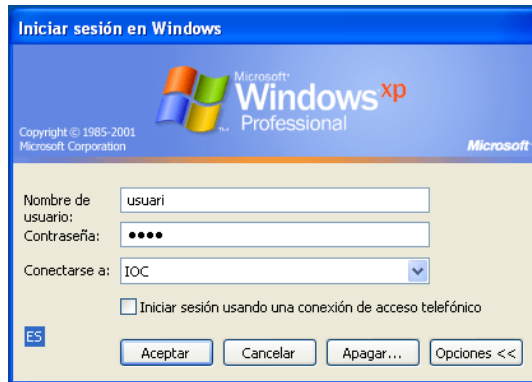 Iniciar sesión en Windows
Microsoft®
Windows xp
Professional
Copyright © 1985-2001
Microsoft Corporation
Microsoft
Nombre de usuari
usuario:
Contraseña: ••••
Conectarse a: IOC
Iniciar sesión usando una conexión de acceso telefónico
ES
Aceptar Cancelar Apagar... Opciones <<